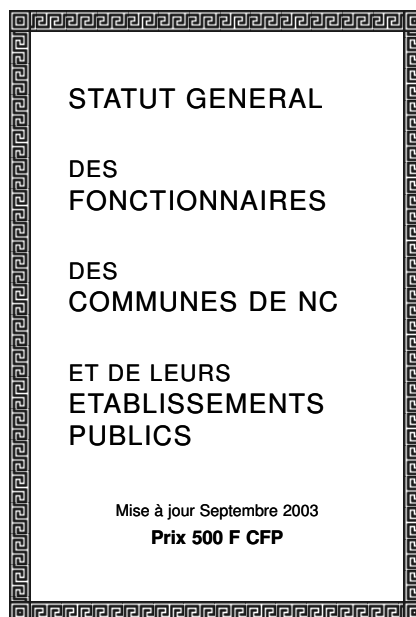 STATUT GENERAL
DES
FONCTIONNAIRES
DES
COMMUNES DE NC
ET DE LEURS
ETABLISSEMENTS
PUBLICS
Mise à jour Septembre 2003
Prix 500 F CFP